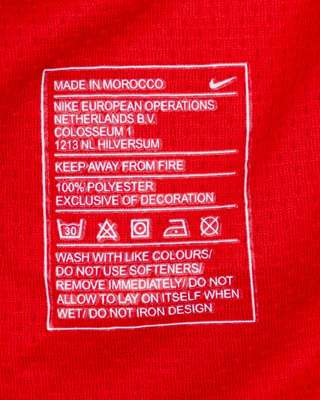 MADE IN MOROCCO
NIKE EUROPEAN OPERATIONS
NETHERLANDS B.V.
COLOSSEUM 1
1213 NL HILVERSUM
KEEP AWAY FROM FIRE
100% POLYESTER
EXCLUSIVE OF DECORATION
30
WASH WITH LIKE COLOURS/
DO NOT USE SOFTENERS/
REMOVE IMMEDIATELY/ DO NOT
ALLOW TO LAY ON ITSELF WHEN
WET/ DO NOT IRON DESIGN